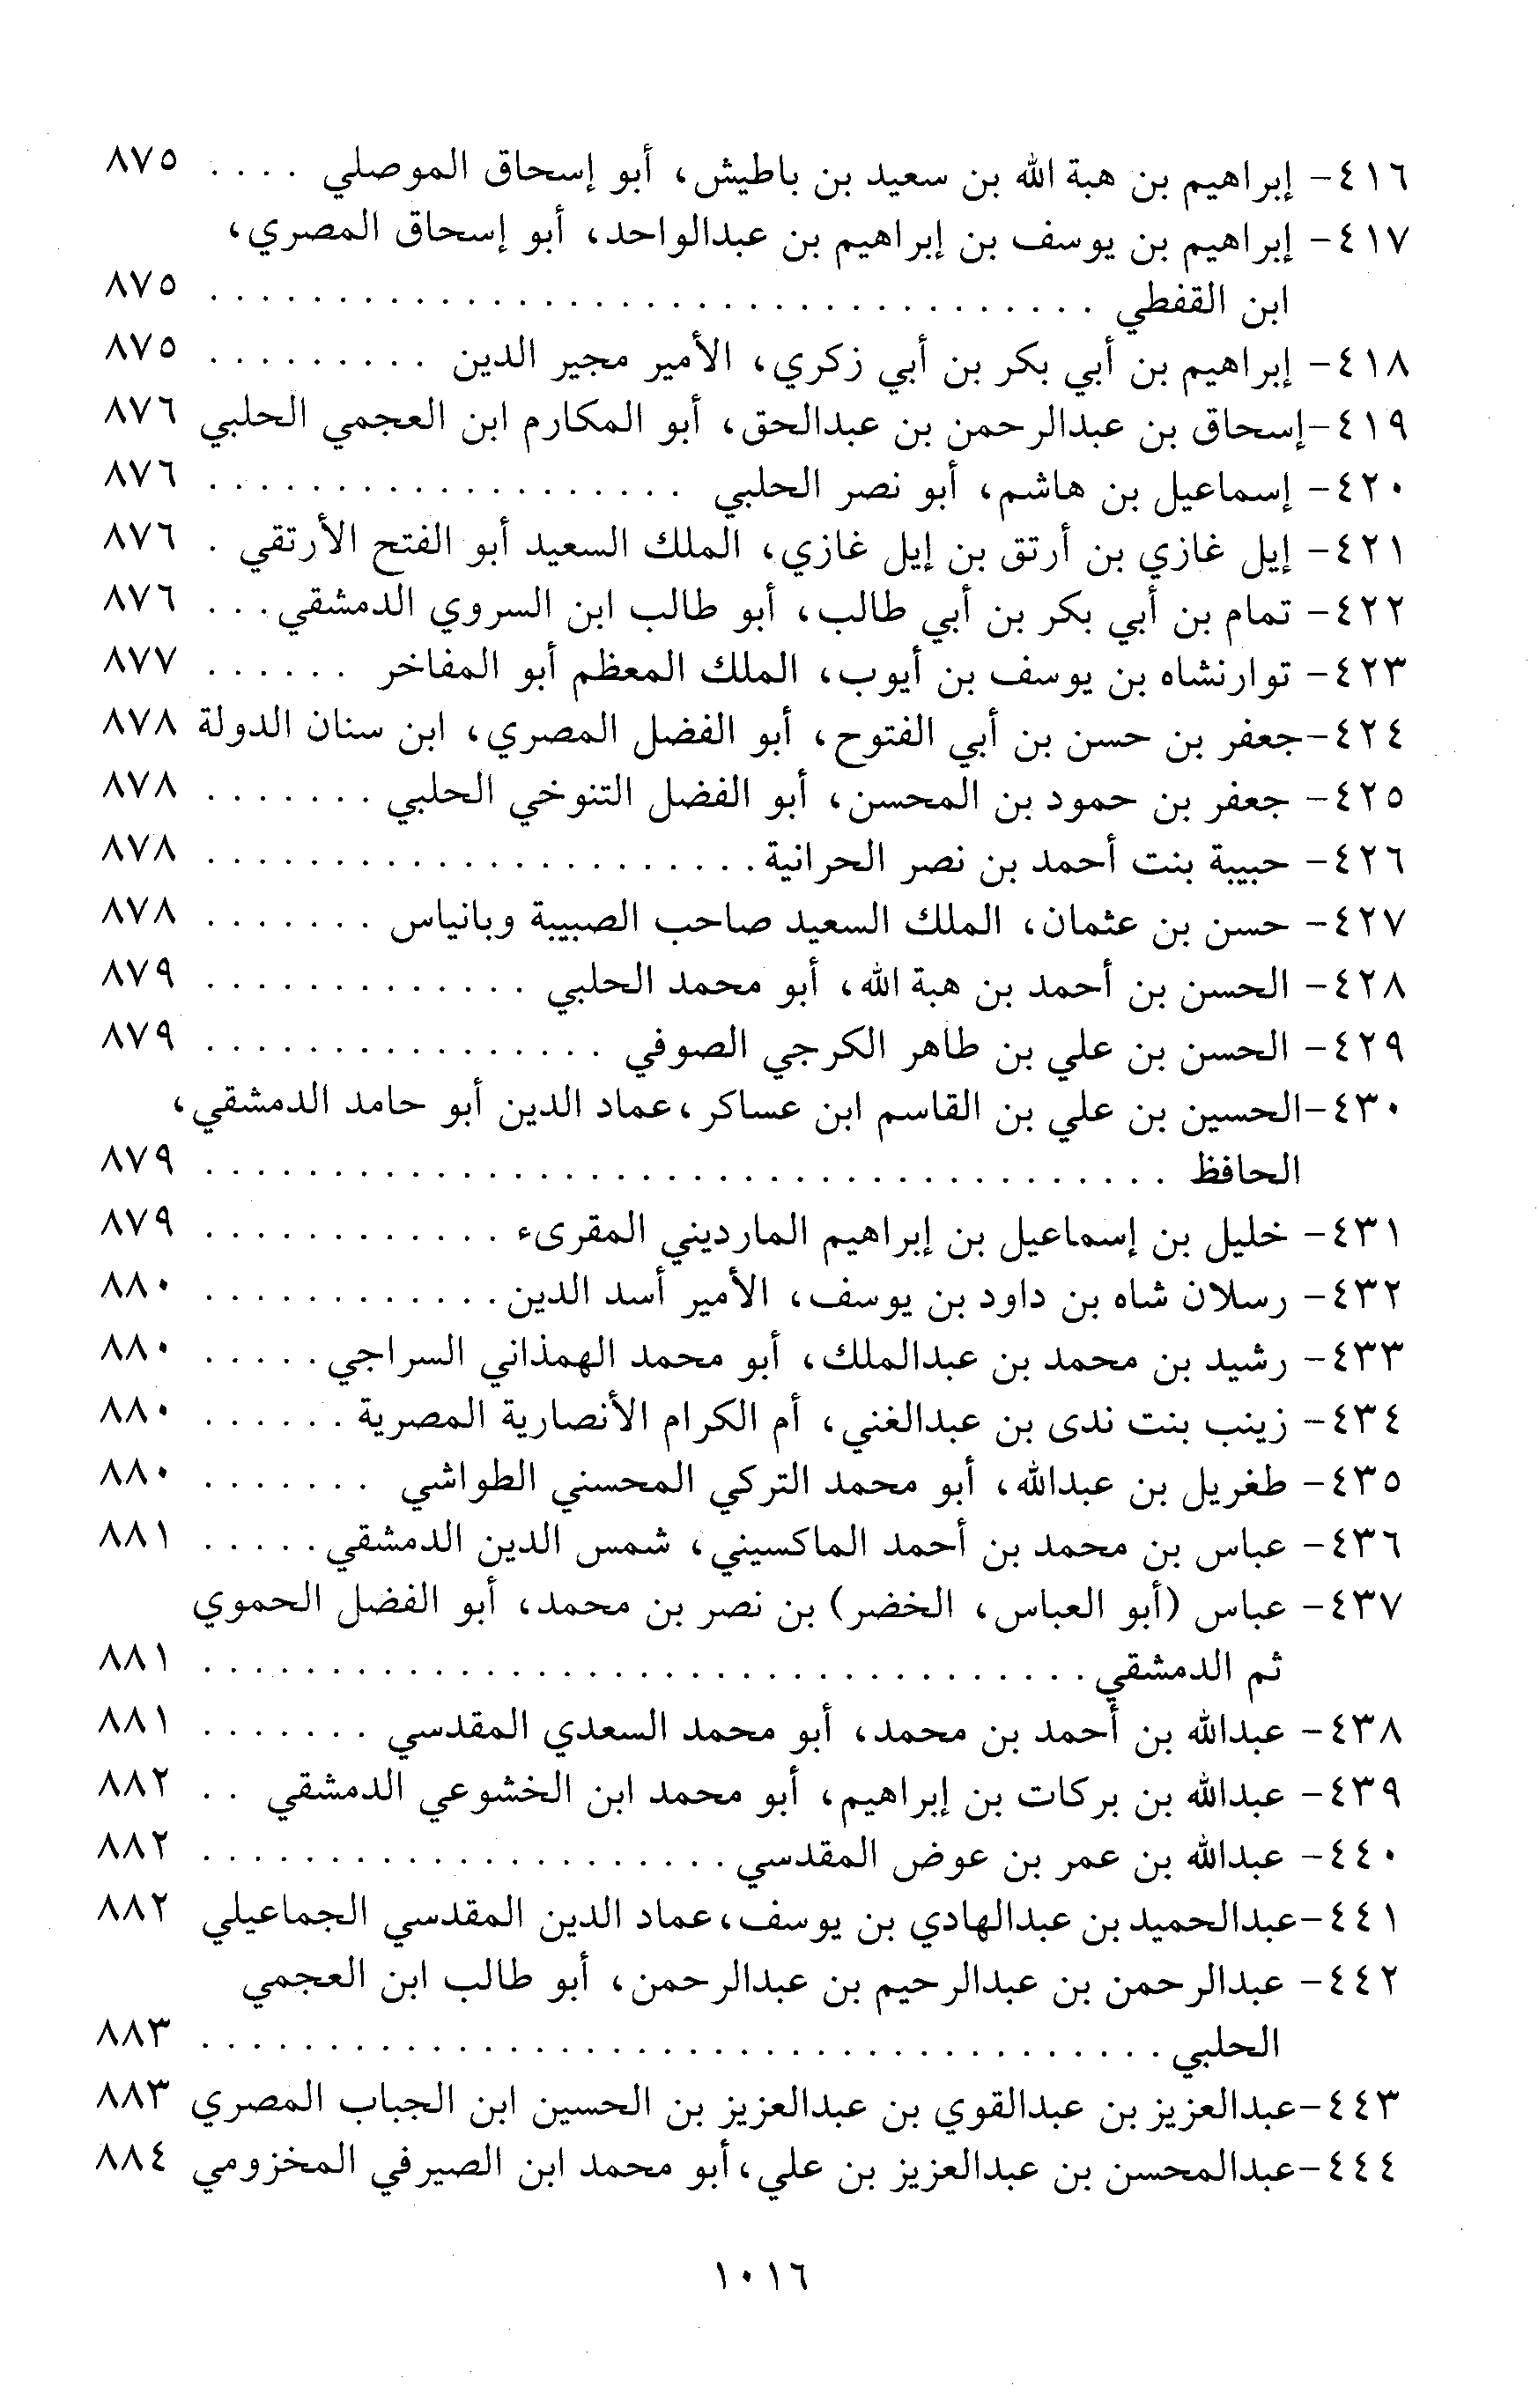 ٤١٦- إبراهيم بن هبة الله بن سعيد بن باطيش، أبو إسحاق الموصلي . . . . ٨٧٥
٤١٧- إبراهيم بن يوسف بن إبراهيم بن عبدالواحد، أبو إسحاق المصري،
ابن القفطي . . . . . . . . . . . . . . . . . . . . . . . . . . . . . . . . . . . ٨٧٥
٤١٨- إبراهيم بن أبي بكر بن أبي زكري، الأمير مجير الدين . . . . . . . . . ٨٧٥
٤١٩-إسحاق بن عبدالرحمن بن عبدالحق، أبو المكارم ابن العجمي الحلبي ٨٧٦
٤٢٠- إسماعيل بن هاشم، أبو نصر الحلبي . . . . . . . . . . . . . . . . . . . ٨٧٦
٤٢١- إيل غازي بن أرتق بن إيل غازي، الملك السعيد أبو الفتح الأرتقي . ٨٧٦
٤٢٢- تمام بن أبي بكر بن أبي طالب، أبو طالب ابن السروي الدمشقي. . . ٨٧٦
٤٢٣- توارنشاه بن يوسف بن أيوب، الملك المعظم أبو المفاخر . . . . . . ٨٧٧
٤٢٤-جعفر بن حسن بن أبي الفتوح، أبو الفضل المصري، ابن سنان الدولة ٨٧٨
٤٢٥- جعفر بن حمود بن المحسن، أبو الفضل التنوخي الحلبي . . . . . . . ٨٧٨
٤٢٦- حبيبة بنت أحمد بن نصر الحرانية. . . . . . . . . . . . . . . . . . . . . . ٨٧٨
٤٢٧- حسن بن عثمان، الملك السعيد صاحب الصبيبة وبانياس . . . . . . . ٨٧٨
٤٢٨- الحسن بن أحمد بن هبة الله، أبو محمد الحلبي . . . . . . . . . . . . . ٨٧٩
٤٢٩- الحسن بن علي بن طاهر الكرجي الصوفي . . . . . . . . . . . . . . . . ٨٧٩
٤٣٠-الحسين بن علي بن القاسم ابن عساكر،عماد الدين أبو حامد الدمشقي،
الحافظ . . . . . . . . . . . . . . . . . . . . . . . . . . . . . . . . . . . . . . ٨٧٩
٤٣١- خليل بن إسماعيل بن إبراهيم المارديني المقرىء . . . . . . . . . . . . ٨٧٩
٤٣٢- رسلان شاه بن داود بن يوسف، الأمير أسد الدين. . . . . . . . . . . . ٨٨٠
٤٣٣- رشيد بن محمد بن عبدالملك، أبو محمد الهمذاني السراجي. . . . . ٨٨٠
٤٣٤- زينب بنت ندى بن عبدالغني، أم الكرام الأنصارية المصرية . . . . . . ٨٨٠
٤٣٥- طغريل بن عبدالله، أبو محمد التركي المحسني الطواشي . . . . . . . ٨٨٠
٤٣٦- عباس بن محمد بن أحمد الماكسيني، شمس الدين الدمشقي. . . . . ٨٨١
٤٣٧- عباس (أبو العباس، الخضر) بن نصر بن محمد، أبو الفضل الحموي
ثم الدمشقي. . . . . . . . . . . . . . . . . . . . . . . . . . . . . . . . . . . ٨٨١
٤٣٨- عبدالله بن أحمد بن محمد، أبو محمد السعدي المقدسي . . . . . . . ٨٨١
٤٣٩- عبدالله بن بركات بن إبراهيم، أبو محمد ابن الخشوعي الدمشقي . . ٨٨٢
٤٤٠- عبدالله بن عمر بن عوض المقدسي. . . . . . . . . . . . . . . . . . . . . ٨٨٢
٤٤١-عبدالحميد بن عبدالهادي بن يوسف،عماد الدين المقدسي الجماعيلي ٨٨٢
٤٤٢- عبدالرحمن بن عبدالرحيم بن عبدالرحمن، أبو طالب ابن العجمي
الحلبي. . . . . . . . . . . . . . . . . . . . . . . . . . . . . . . . . . . . . . ٨٨٣
٤٤٣-عبدالعزيز بن عبدالقوي بن عبدالعزيز بن الحسين ابن الجباب المصري ٨٨٣
٤٤٤-عبدالمحسن بن عبدالعزيز بن علي،أبو محمد ابن الصيرفي المخزومي ٨٨٤
١٠١٦